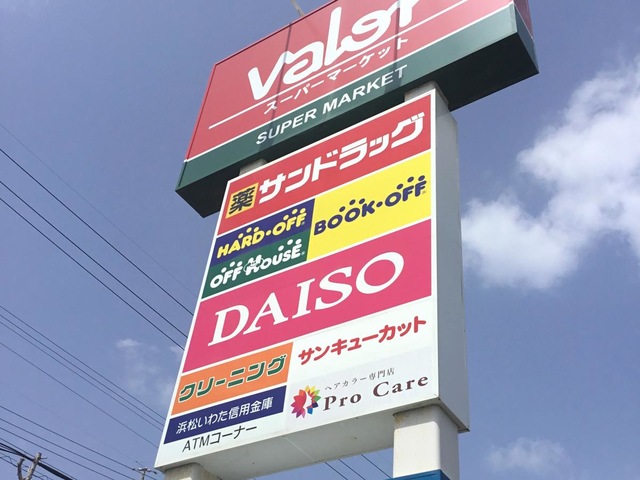 Valor
スーパーマーケット
SUPER MARKET
薬 サンドラッグ
HARD・OFF
BOOK・OFF
OFF HOUSE
DAISO
クリーニング
サンキューカット
浜松いわた信用金庫
ATMコーナー
ヘアカラー専門店
Pro Care